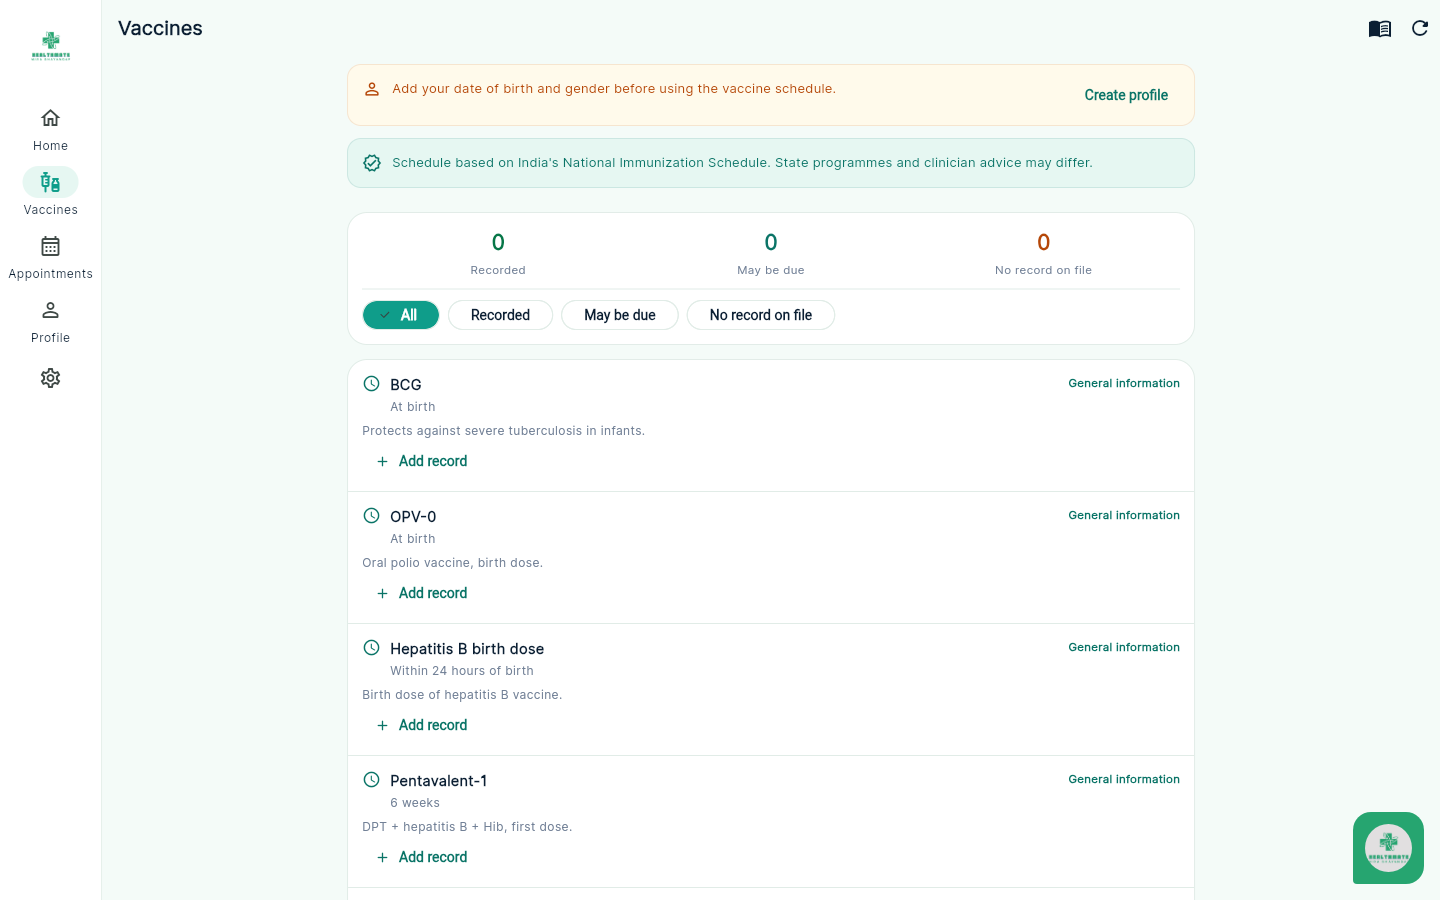 Vaccines
HEALTHMATE
Home
Vaccines
Appointments
Profile
Add your date of birth and gender before using the vaccine schedule.
Create profile
Schedule based on India's National Immunization Schedule. State programmes and clinician advice may differ.
0
Recorded
0
May be due
0
No record on file
All
Recorded
May be due
No record on file
BCG
General information
At birth
Protects against severe tuberculosis in infants.
+ Add record
OPV-0
General information
At birth
Oral polio vaccine, birth dose.
+ Add record
Hepatitis B birth dose
General information
Within 24 hours of birth
Birth dose of hepatitis B vaccine.
+ Add record
Pentavalent-1
General information
6 weeks
DPT + hepatitis B + Hib, first dose.
+ Add record
HEALTHMATE